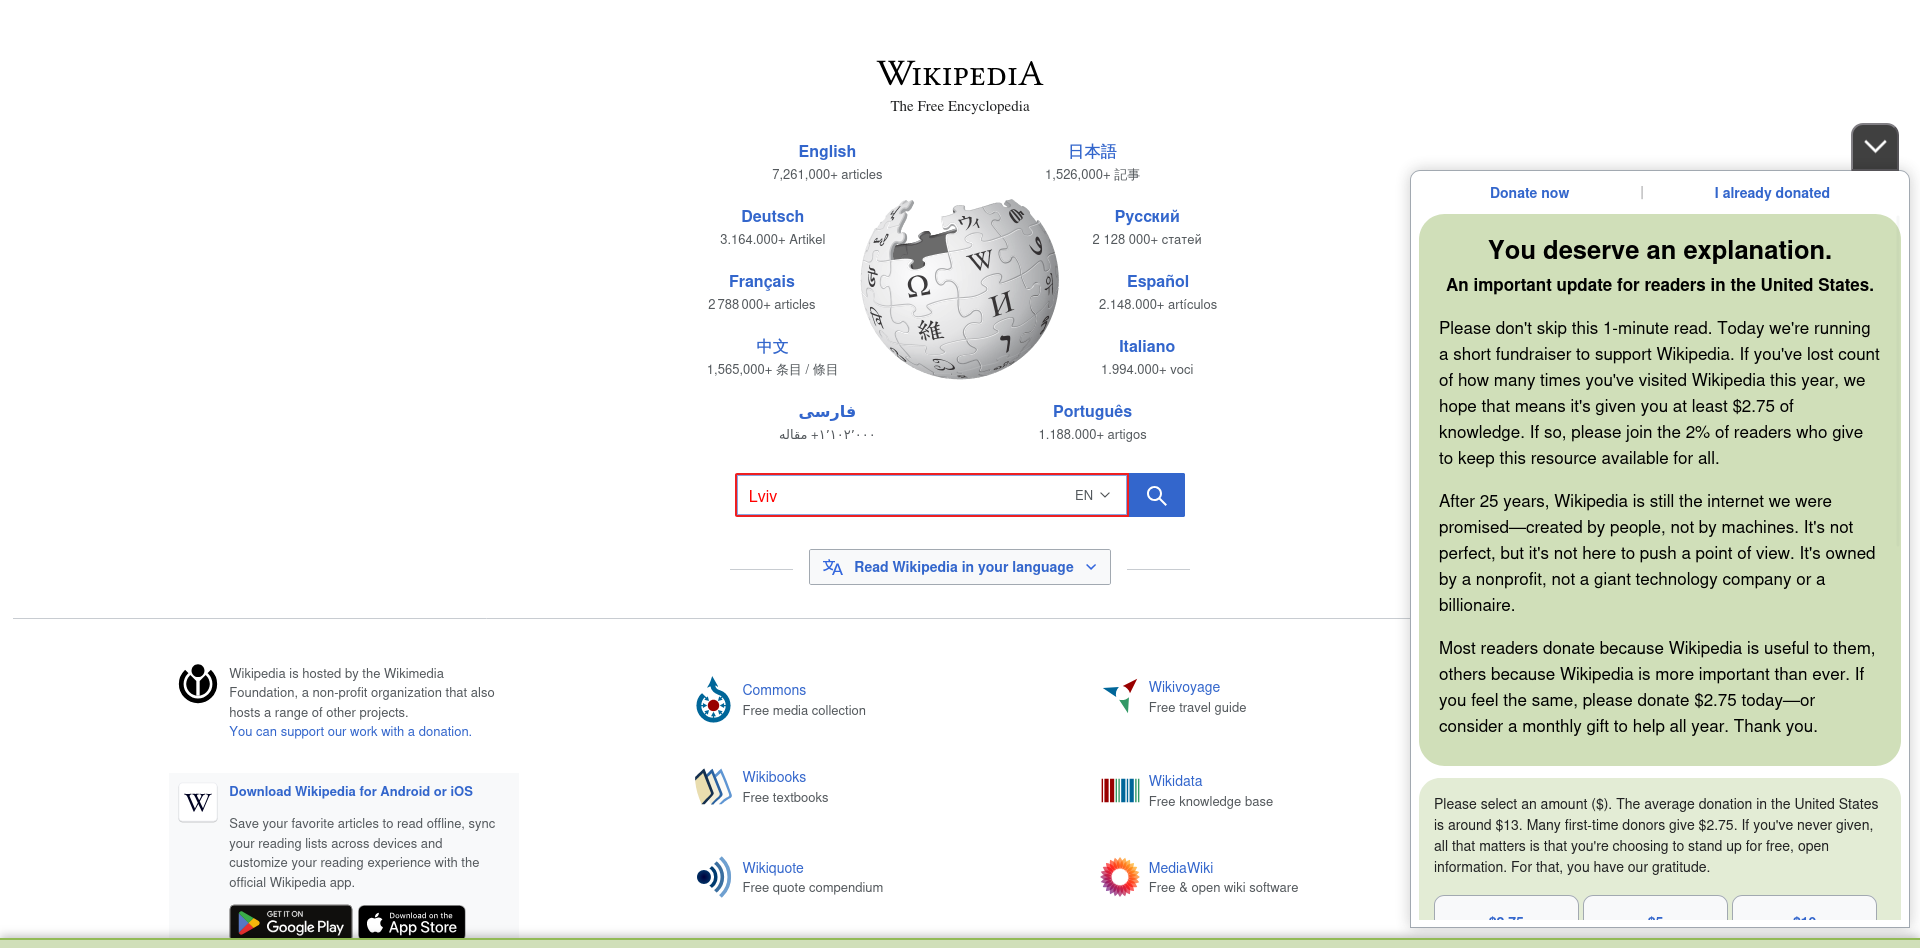 WIKIPEDIA
The Free Encyclopedia
English
7,261,000+ articles
日本語
1,526,000+ 記事
Deutsch
3.164.000+ Artikel
Русский
2 128 000+ статей
Français
2 788 000+ articles
Español
2.148.000+ artículos
中文
1,565,000+ 条目 / 條目
Italiano
1.994.000+ voci
فارسی
۱٬۱۰۲٬۰۰۰+ مقاله
Português
1.188.000+ artigos
Lviv
EN
Read Wikipedia in your language
Wikipedia is hosted by the Wikimedia
Foundation, a non-profit organization that also
hosts a range of other projects.
You can support our work with a donation.
Download Wikipedia for Android or iOS
Save your favorite articles to read offline, sync
your reading lists across devices and
customize your reading experience with the
official Wikipedia app.
GET IT ON
Google Play
Download on the
App Store
Commons
Free media collection
Wikivoyage
Free travel guide
Wikibooks
Free textbooks
Wikidata
Free knowledge base
Wikiquote
Free quote compendium
MediaWiki
Free & open wiki software
Donate now
I already donated
You deserve an explanation.
An important update for readers in the United States.
Please don't skip this 1-minute read. Today we're running
a short fundraiser to support Wikipedia. If you've lost count
of how many times you've visited Wikipedia this year, we
hope that means it's given you at least $2.75 of
knowledge. If so, please join the 2% of readers who give
to keep this resource available for all.
After 25 years, Wikipedia is still the internet we were
promised—created by people, not by machines. It's not
perfect, but it's not here to push a point of view. It's owned
by a nonprofit, not a giant technology company or a
billionaire.
Most readers donate because Wikipedia is useful to them,
others because Wikipedia is more important than ever. If
you feel the same, please donate $2.75 today—or
consider a monthly gift to help all year. Thank you.
Please select an amount ($). The average donation in the United States
is around $13. Many first-time donors give $2.75. If you've never given,
all that matters is that you're choosing to stand up for free, open
information. For that, you have our gratitude.